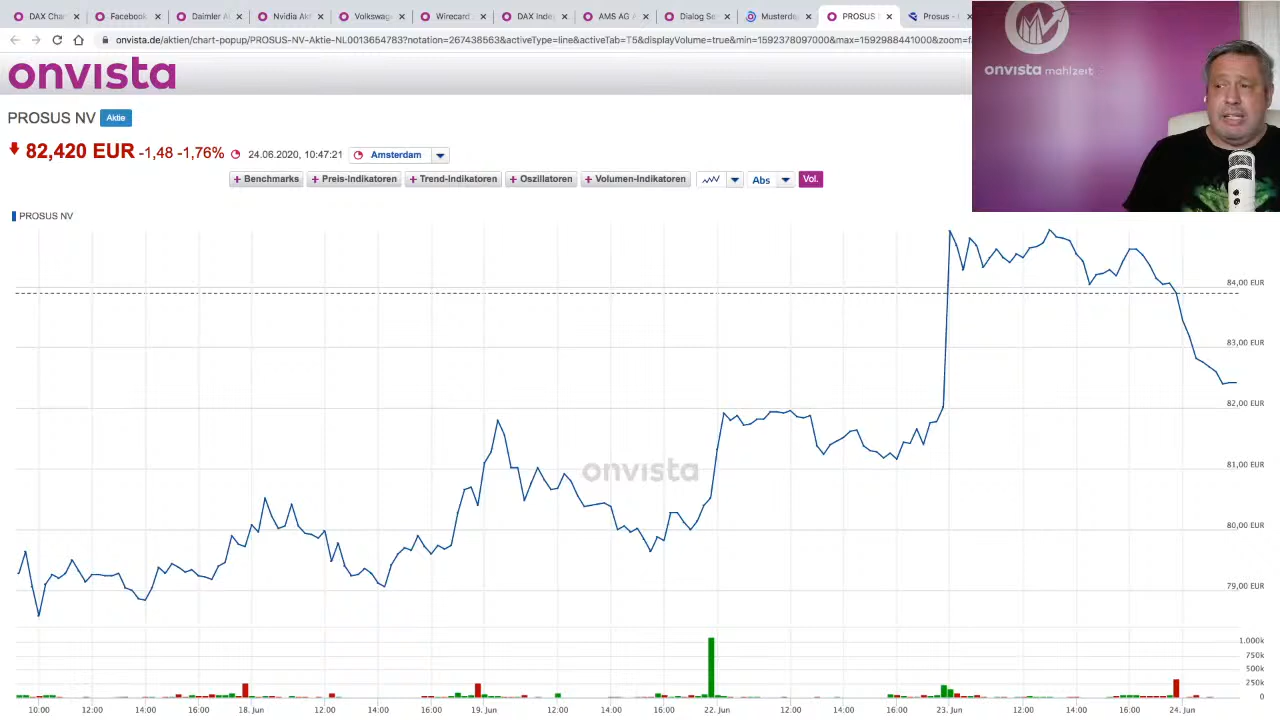 DAX Char
Facebook
Daimler A
Nvidia Akt
Volkswage
Wirecard
DAX Inde
AMS AG A
Dialog Se
Musterde
PROSUS
Prosus -
onvista.de/aktien/chart-popup/PROSUS-NV-Aktie-NL0013654783?notation=267438563&activeType=line&activeTab=T5&displayVolume=true&min=1592378097000&max=1592988441000&zoom=fa
onvista
onvista mahlzeit
PROSUS NV Aktie
82,420 EUR -1,48 -1,76% 24.06.2020, 10:47:21 Amsterdam
+ Benchmarks + Preis-Indikatoren + Trend-Indikatoren + Oszillatoren + Volumen-Indikatoren Abs Vol.
PROSUS NV
84,00 EUR
83,00 EUR
82,00 EUR
81,00 EUR
onvista
80,00 EUR
79,00 EUR
1.000k
750k
500k
250k
0
10:00 12:00 14:00 16:00 18. Jun 10:00 12:00 14:00 16:00 19. Jun 12:00 14:00 16:00 22. Jun 12:00 14:00 16:00 23. Jun 12:00 14:00 16:00 24. Jun